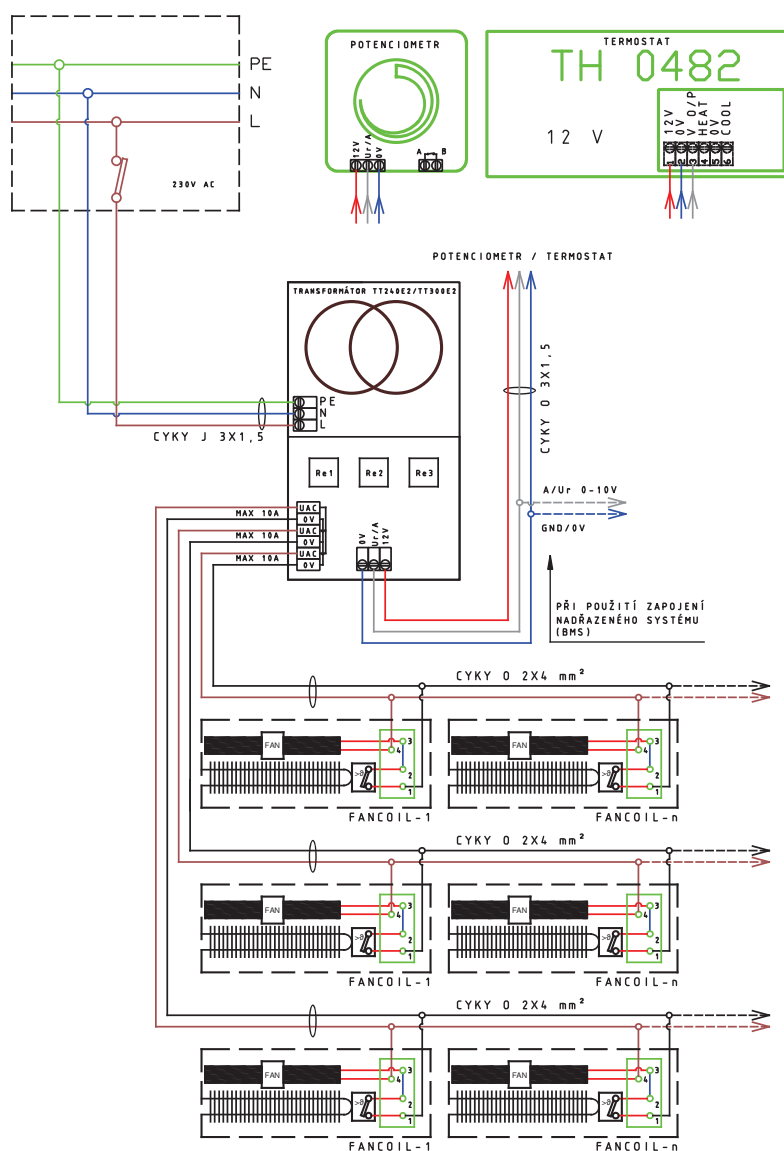 PE
N
L
230V AC
POTENCIOMETR
12V
Ur/A
0V
A B
TERMOSTAT
TH 0482
12 V
12V
0V
V O/P
HEAT
5V
COOL
1
2
3
4
5
6
POTENCIOMETR / TERMOSTAT
TRANSFORMÁTOR TT240E2/TT300E2
PE
N
L
CYKY J 3X1,5
CYKY O 3X1,5
Re1 Re2 Re3
A/Ur 0-10V
GND/0V
UAC
MAX 10A 0V
UAC
MAX 10A 0V
UAC
MAX 10A 0V
0V
Ur/A
12V
PŘI POUŽITÍ ZAPOJENÍ
NADŘAZENÉHO SYSTÉMU
(BMS)
CYKY O 2X4 mm²
FAN 3 4 2 1
>ϑ
FANCOIL-1
FAN 3 4 2 1
>ϑ
FANCOIL-n
CYKY O 2X4 mm²
FAN 3 4 2 1
>ϑ
FANCOIL-1
FAN 3 4 2 1
>ϑ
FANCOIL-n
CYKY O 2X4 mm²
FAN 3 4 2 1
>ϑ
FANCOIL-1
FAN 3 4 2 1
>ϑ
FANCOIL-n